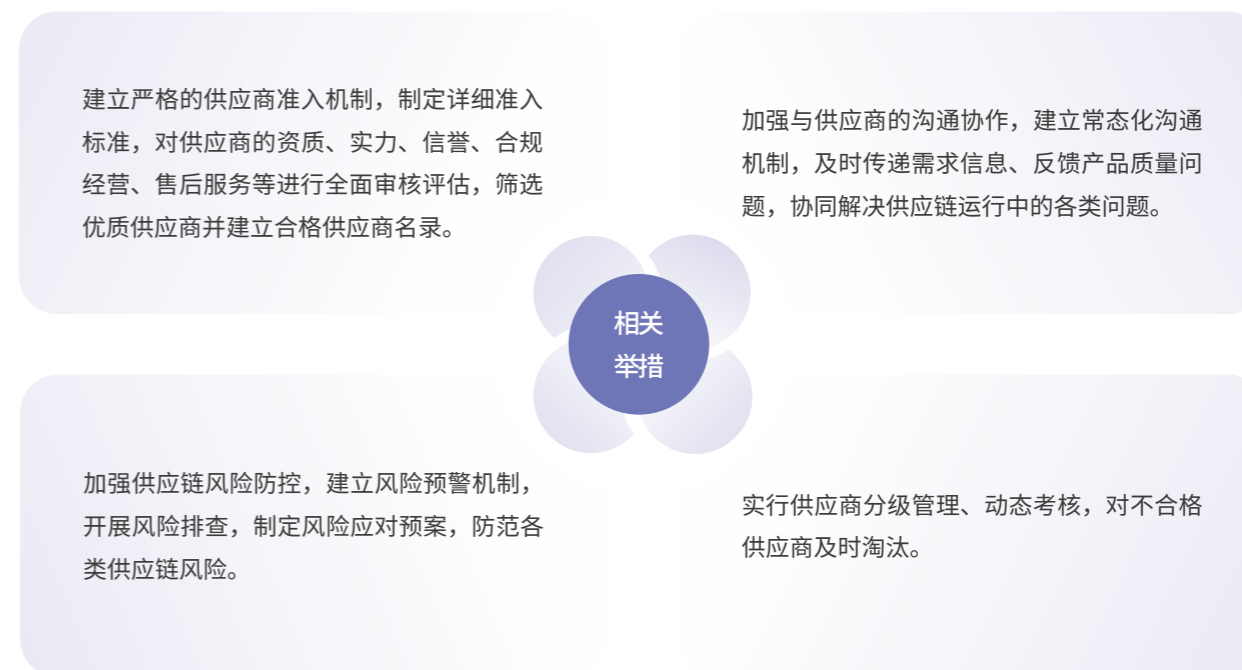 建立严格的供应商准入机制，制定详细准入
标准，对供应商的资质、实力、信誉、合规
经营、售后服务等进行全面审核评估，筛选
优质供应商并建立合格供应商名录。
加强与供应商的沟通协作，建立常态化沟通
机制，及时传递需求信息、反馈产品质量问
题，协同解决供应链运行中的各类问题。
相关
举措
加强供应链风险防控，建立风险预警机制，
开展风险排查，制定风险应对预案，防范各
类供应链风险。
实行供应商分级管理、动态考核，对不合格
供应商及时淘汰。